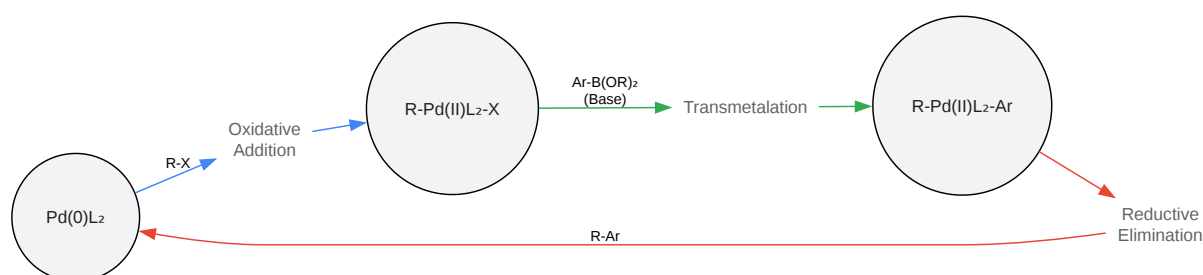 Pd(0)L₂
R-X
Oxidative
Addition
R-Pd(II)L₂-X
Ar-B(OR)₂
(Base)
Transmetalation
R-Pd(II)L₂-Ar
Reductive
Elimination
R-Ar